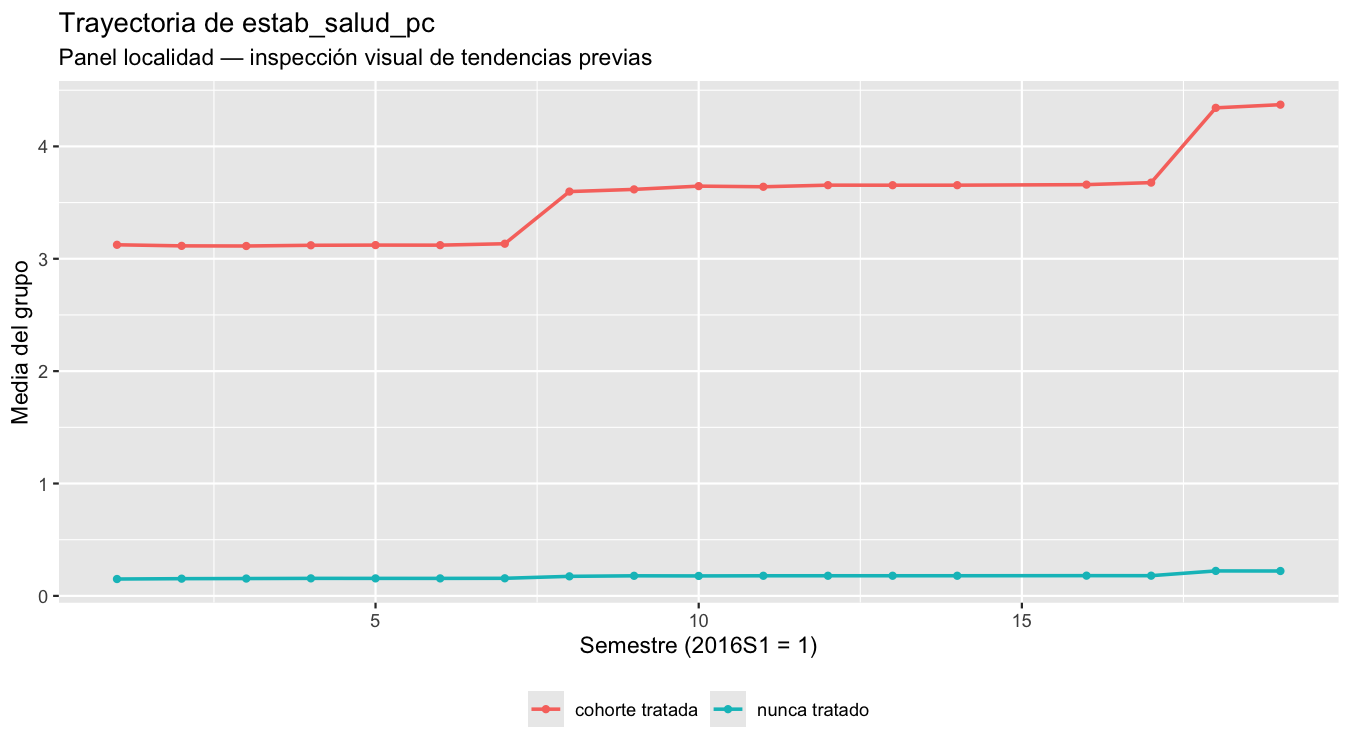 Trayectoria de estab_salud_pc
Panel localidad — inspección visual de tendencias previas
Media del grupo
4
3
2
1
0
5 10 15
Semestre (2016S1 = 1)
cohorte tratada nunca tratado